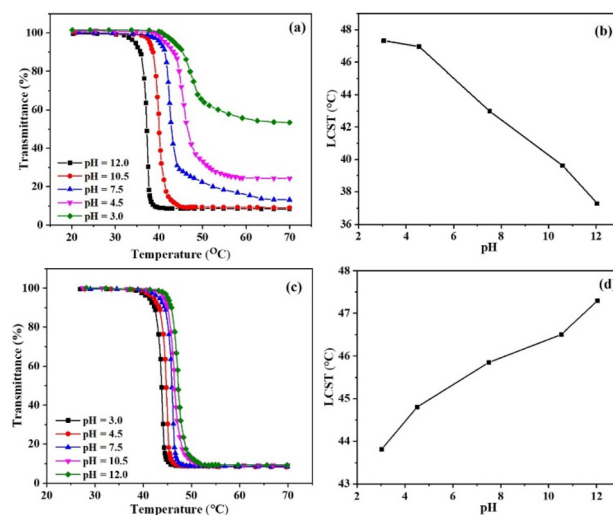 (a)
100
80
60
40
20
0
Transmittance (%)
pH = 12.0
pH = 10.5
pH = 7.5
pH = 4.5
pH = 3.0
20 30 40 50 60 70
Temperature (°C)
(b)
48
46
44
42
40
38
36
LCST (°C)
2 4 6 8 10 12
pH
(c)
100
80
60
40
20
0
Transmittance (%)
pH = 3.0
pH = 4.5
pH = 7.5
pH = 10.5
pH = 12.0
20 30 40 50 60 70
Temperature (°C)
(d)
48
47
46
45
44
43
LCST (°C)
2 4 6 8 10 12
pH